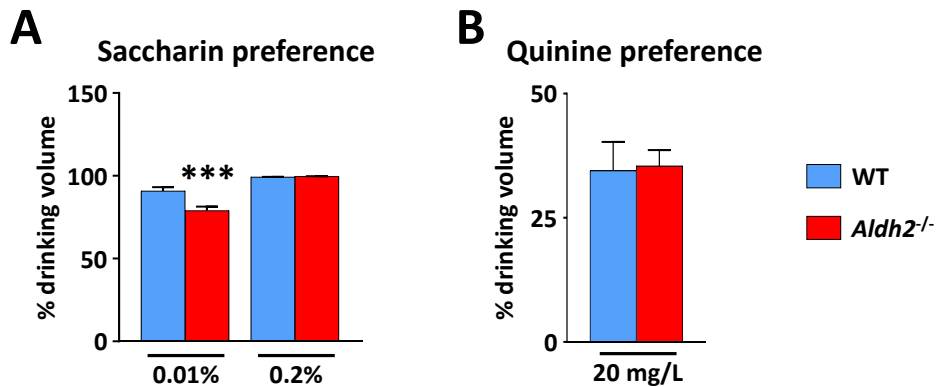 A
Saccharin preference
% drinking volume
150
100
50
0
***
0.01%
0.2%
B
Quinine preference
% drinking volume
50
25
0
20 mg/L
WT
Aldh2-/-